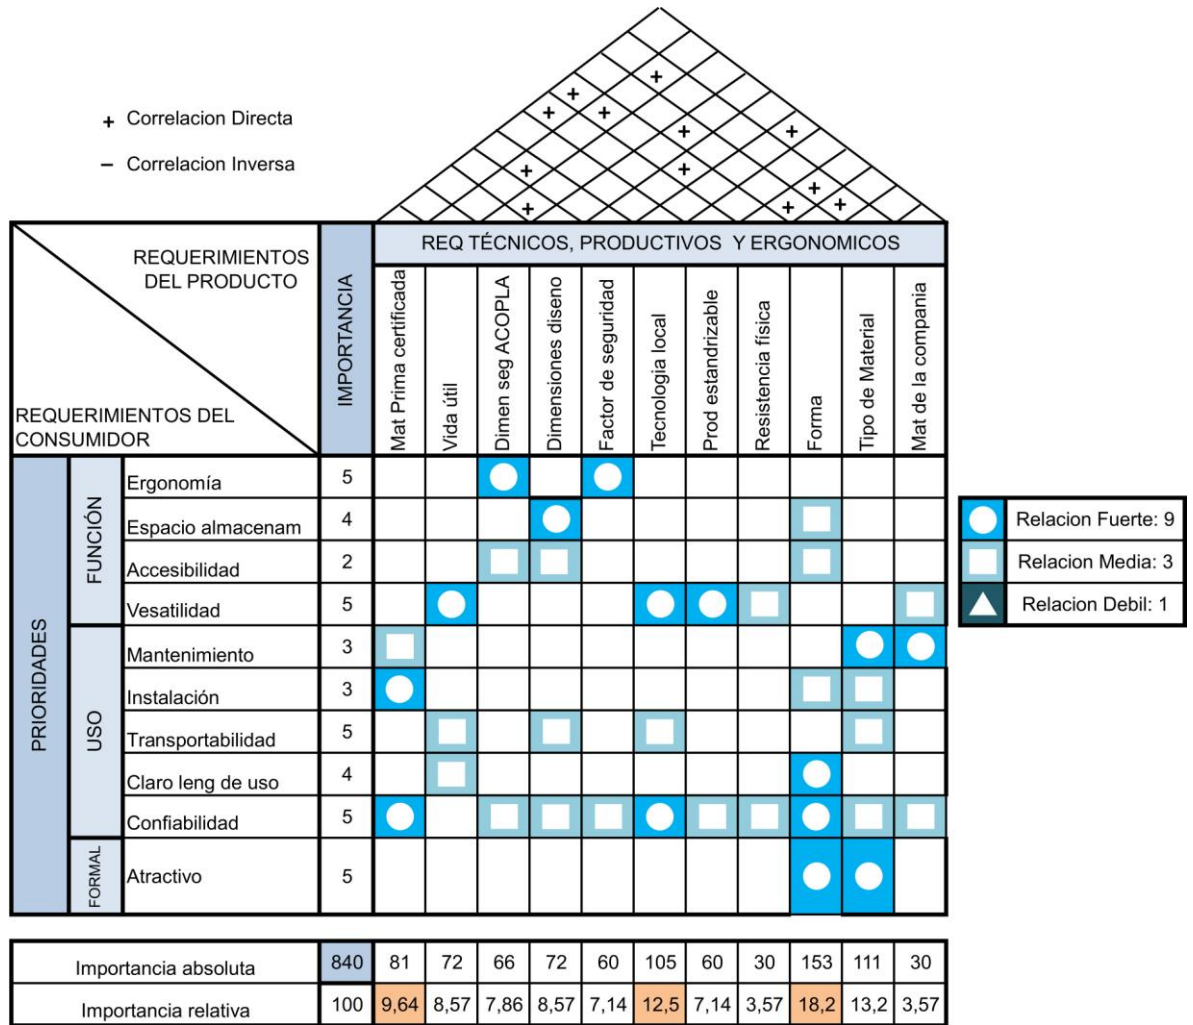 + Correlacion Directa
− Correlacion Inversa
REQUERIMIENTOS
DEL PRODUCTO
REQUERIMIENTOS DEL
CONSUMIDOR
IMPORTANCIA
REQ TÉCNICOS, PRODUCTIVOS Y ERGONOMICOS
Mat Prima certificada
Vida útil
Dimen seg ACOPLA
Dimensiones diseno
Factor de seguridad
Tecnologia local
Prod estandrizable
Resistencia física
Forma
Tipo de Material
Mat de la compania
PRIORIDADES
FUNCIÓN
Ergonomía 5
Espacio almacenam 4
Accesibilidad 2
Vesatilidad 5
USO
Mantenimiento 3
Instalación 3
Transportabilidad 5
Claro leng de uso 4
Confiabilidad 5
FORMAL
Atractivo 5
Relacion Fuerte: 9
Relacion Media: 3
Relacion Debil: 1
Importancia absoluta 840 81 72 66 72 60 105 60 30 153 111 30
Importancia relativa 100 9,64 8,57 7,86 8,57 7,14 12,5 7,14 3,57 18,2 13,2 3,57